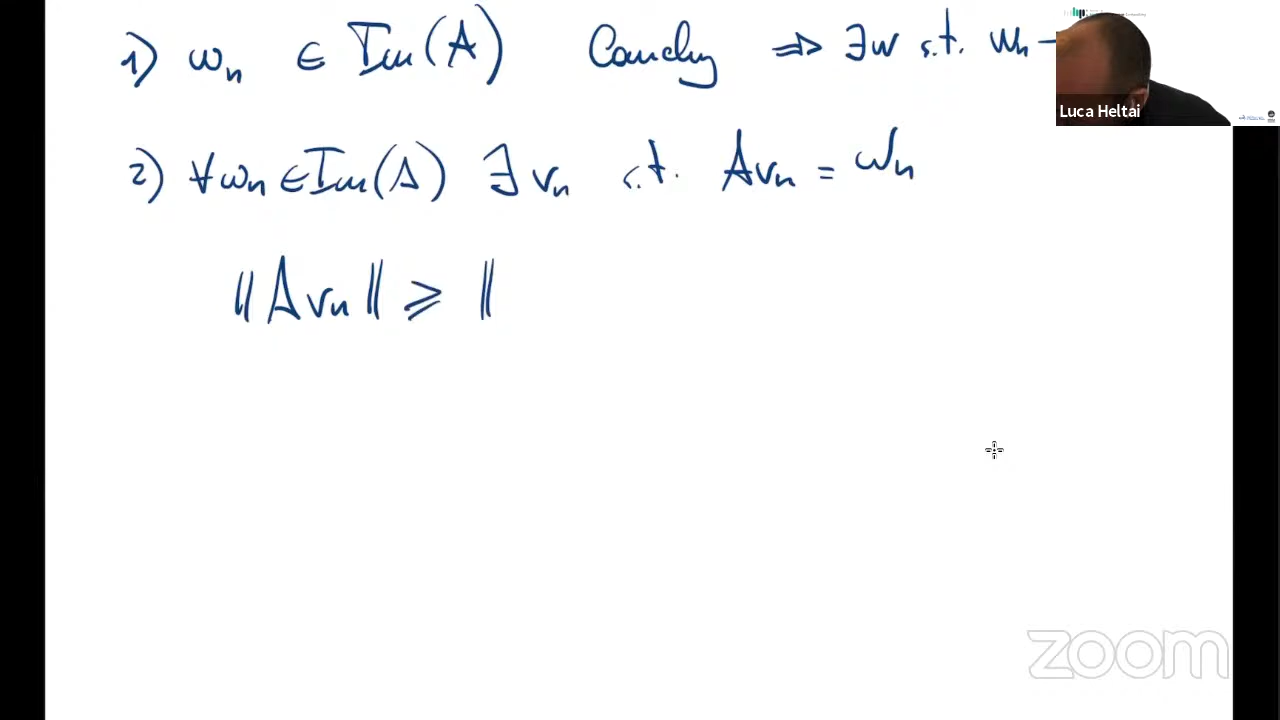 1) wₙ ∈ Im(A) Cauchy ⇒ ∃w s.t. wₙ →
Luca Heltai
2) ∀wₙ ∈ Im(A) ∃ vₙ s.t. Avₙ = wₙ
‖Avₙ‖ ≥ ‖
zoom